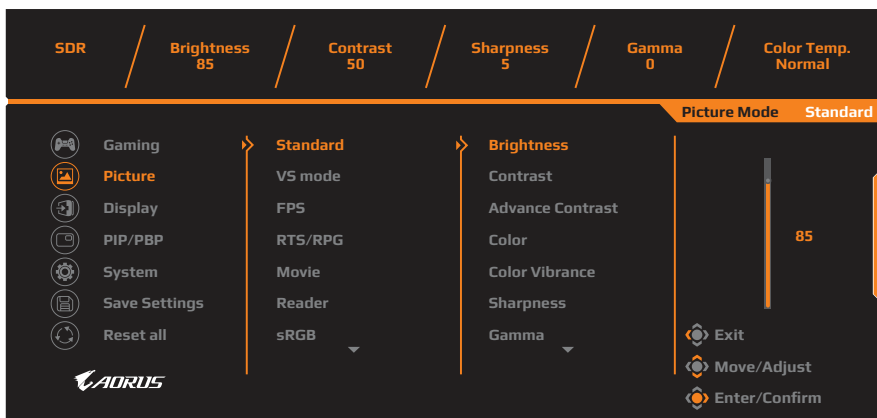 SDR
Brightness
85
Contrast
50
Sharpness
5
Gamma
0
Color Temp.
Normal
Picture Mode Standard
Gaming
Picture
Display
PIP/PBP
System
Save Settings
Reset all
Standard
VS mode
FPS
RTS/RPG
Movie
Reader
sRGB
Brightness
Contrast
Advance Contrast
Color
Color Vibrance
Sharpness
Gamma
85
Exit
Move/Adjust
Enter/Confirm
AORUS